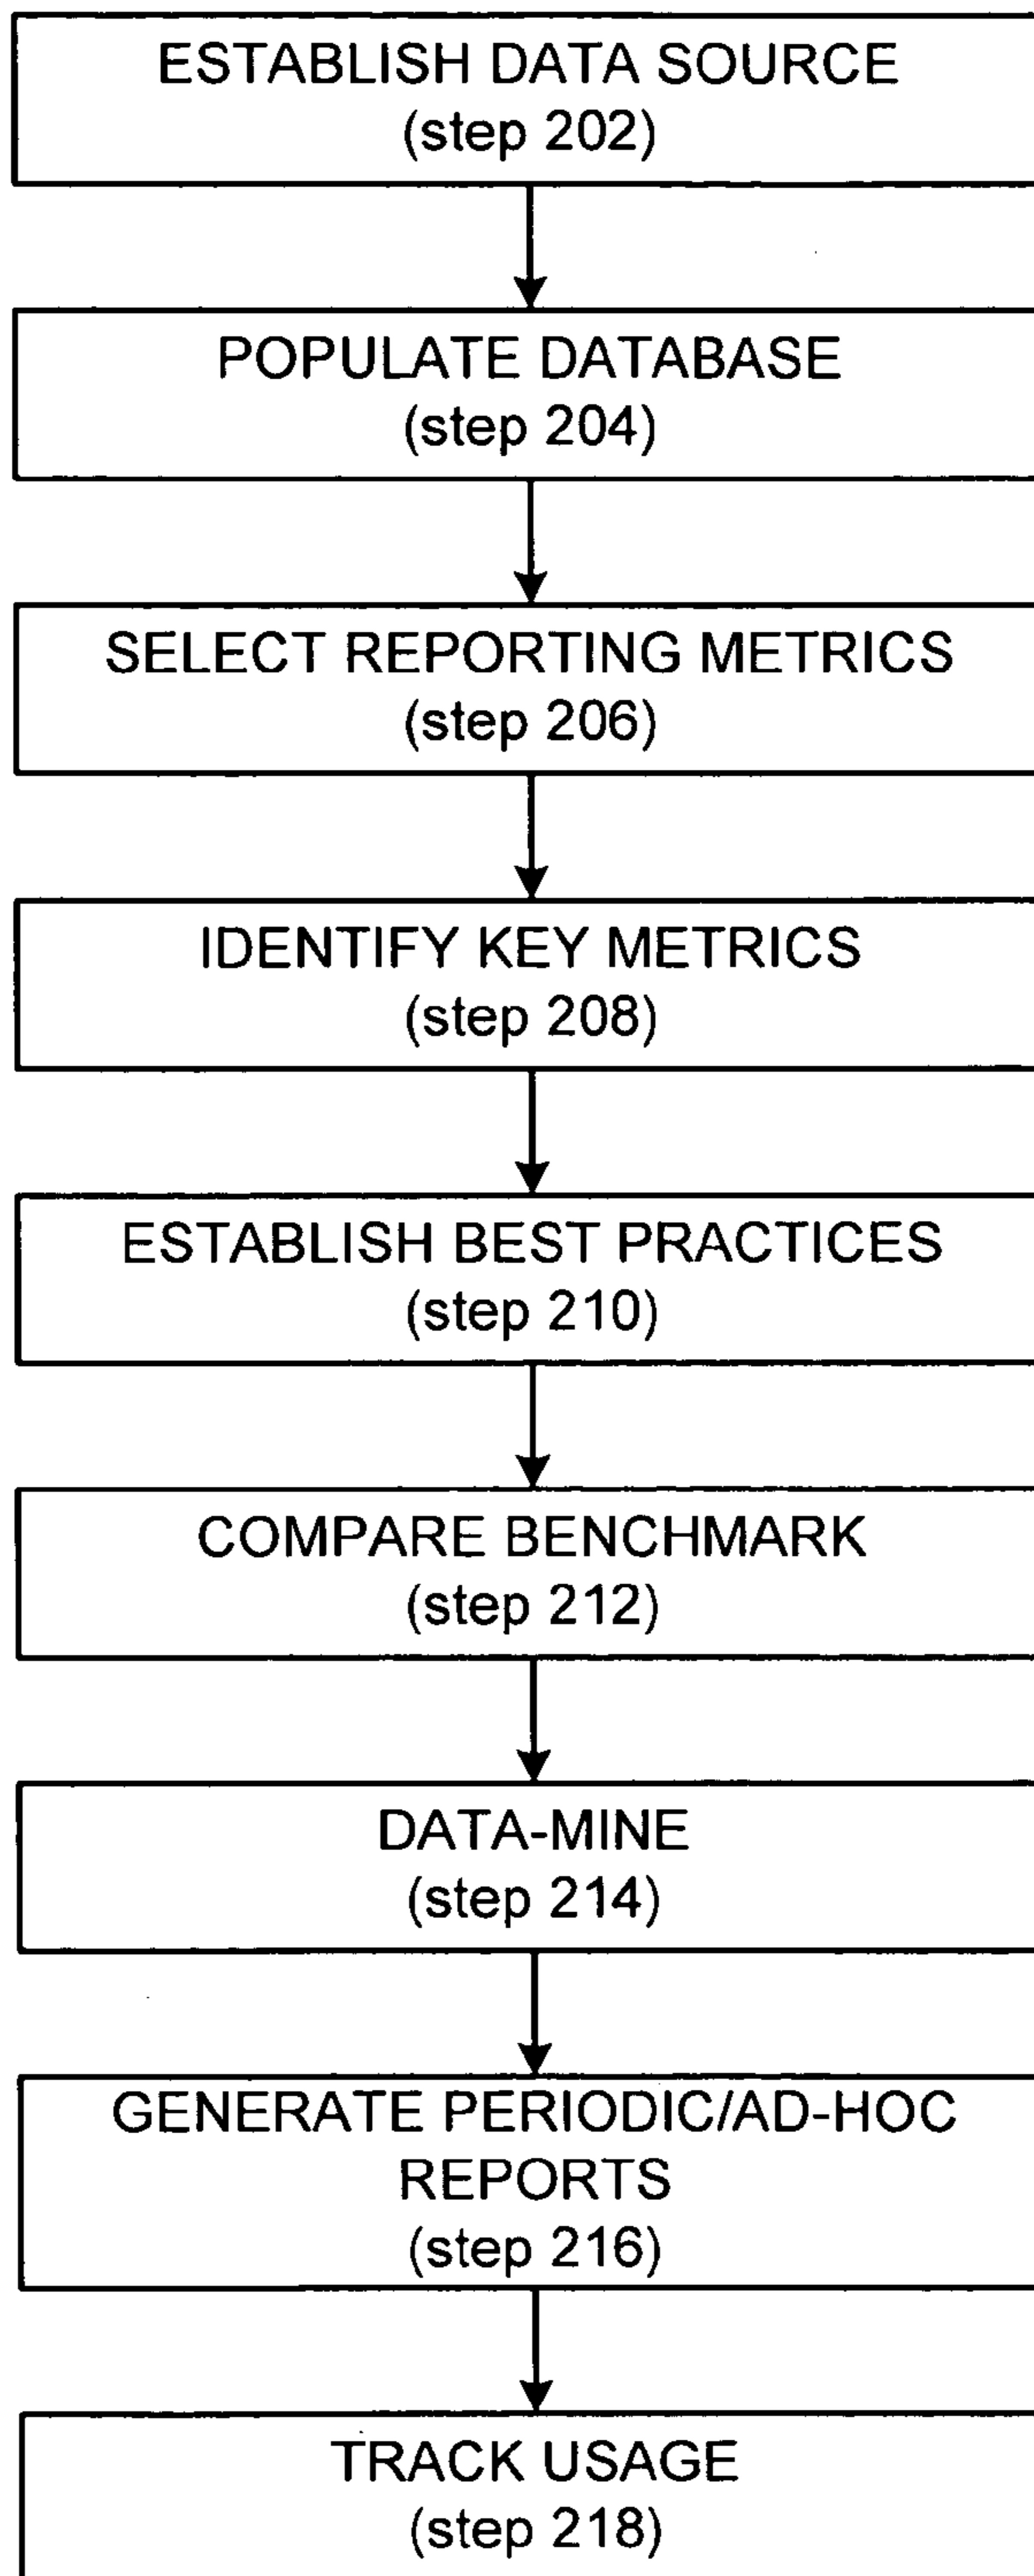 ESTABLISH DATA SOURCE
(step 202)
POPULATE DATABASE
(step 204)
SELECT REPORTING METRICS
(step 206)
IDENTIFY KEY METRICS
(step 208)
ESTABLISH BEST PRACTICES
(step 210)
COMPARE BENCHMARK
(step 212)
DATA-MINE
(step 214)
GENERATE PERIODIC/AD-HOC
REPORTS
(step 216)
TRACK USAGE
(step 218)